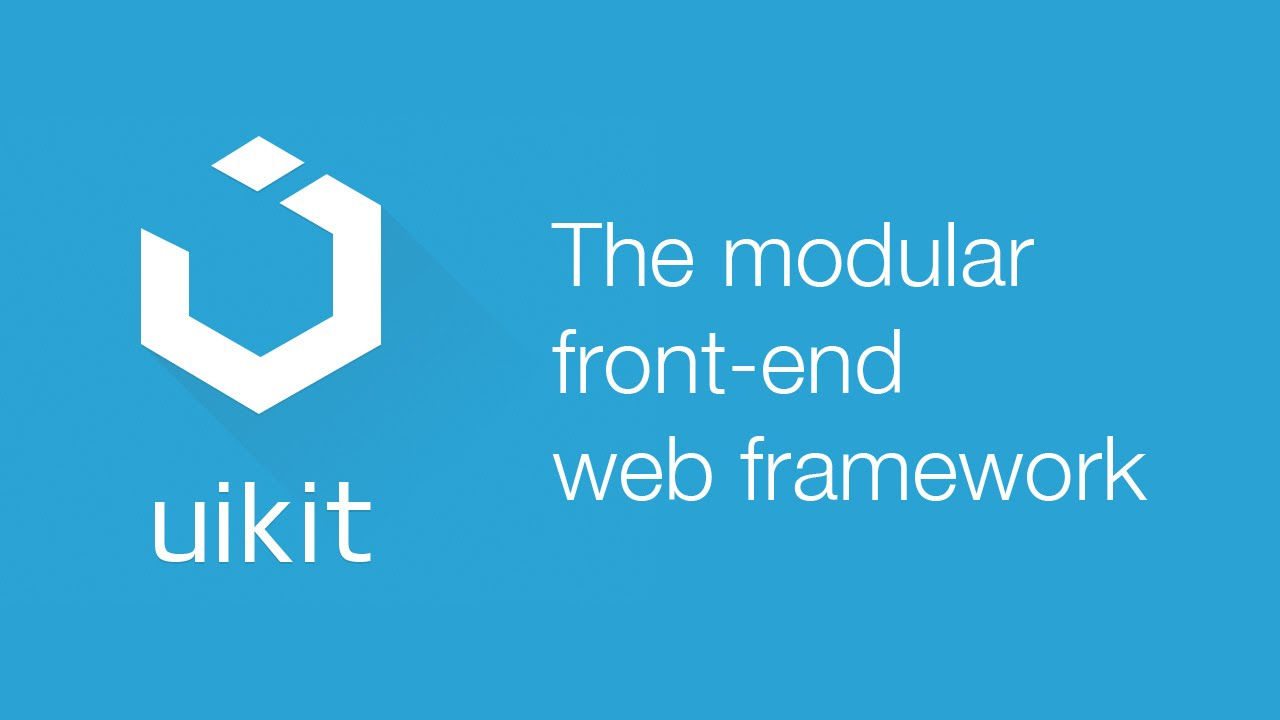 uikit
The modular
front-end
web framework